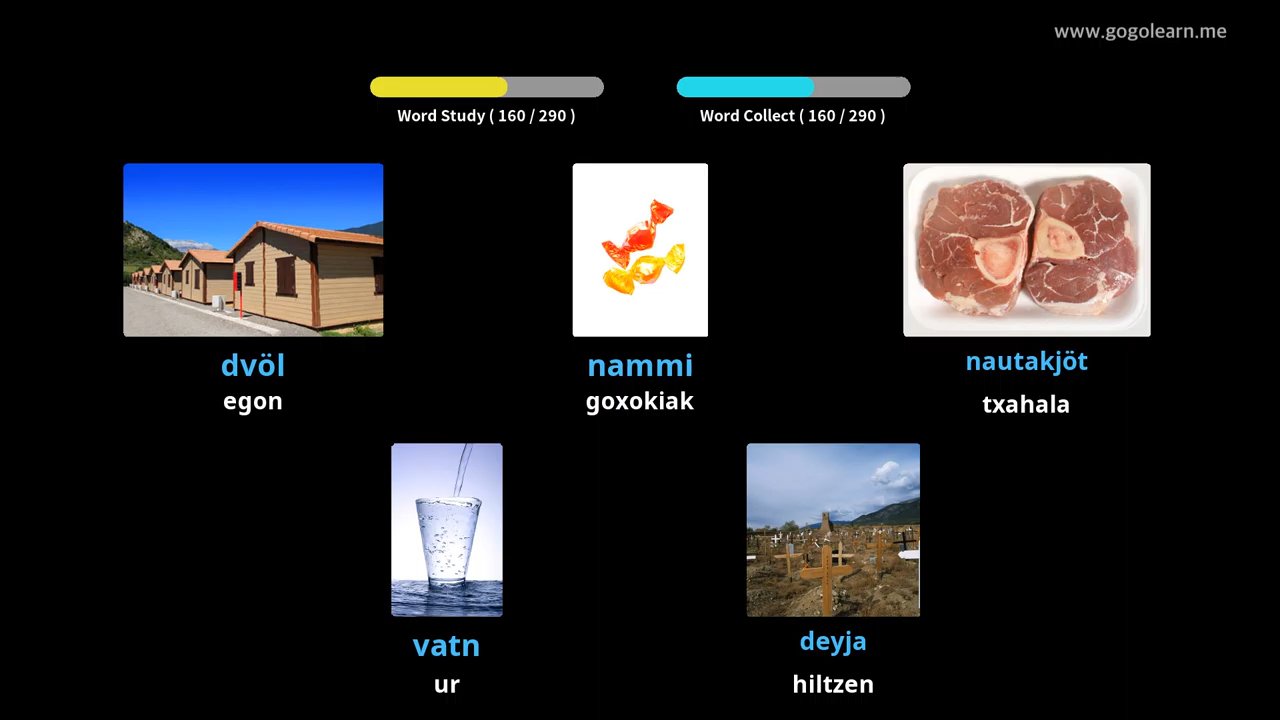 www.gogolearn.me
Word Study ( 160 / 290 )
Word Collect ( 160 / 290 )
dvöl
egon
nammi
goxokiak
nautakjöt
txahala
vatn
ur
deyja
hiltzen